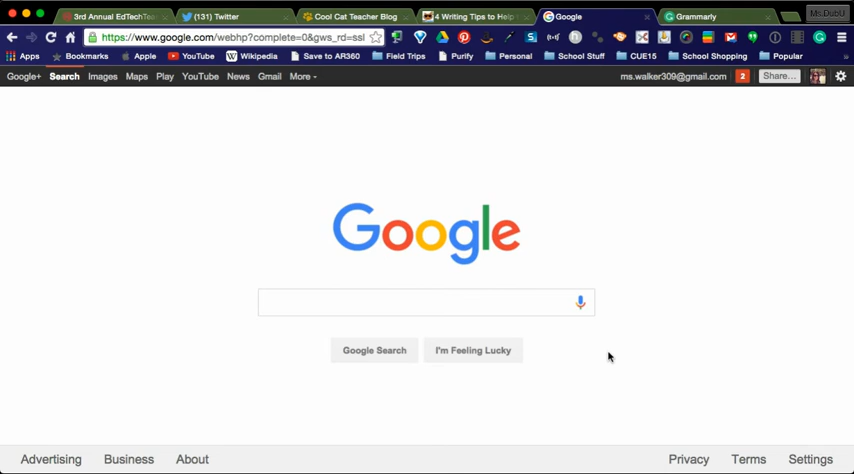 3rd Annual EdTechTea
(131) Twitter
Cool Cat Teacher Blog
4 Writing Tips to Help
Google
Grammarly
Ms.DubU
https://www.google.com/webhp?complete=0&gws_rd=ssl
Apps
Bookmarks
Apple
YouTube
Wikipedia
Save to AR360
Field Trips
Purify
Personal
School Stuff
CUE15
School Shopping
Popular
»
Google+ Search Images Maps Play YouTube News Gmail More
ms.walker309@gmail.com 2 Share...
Google
Google Search
I'm Feeling Lucky
Advertising Business About
Privacy Terms Settings